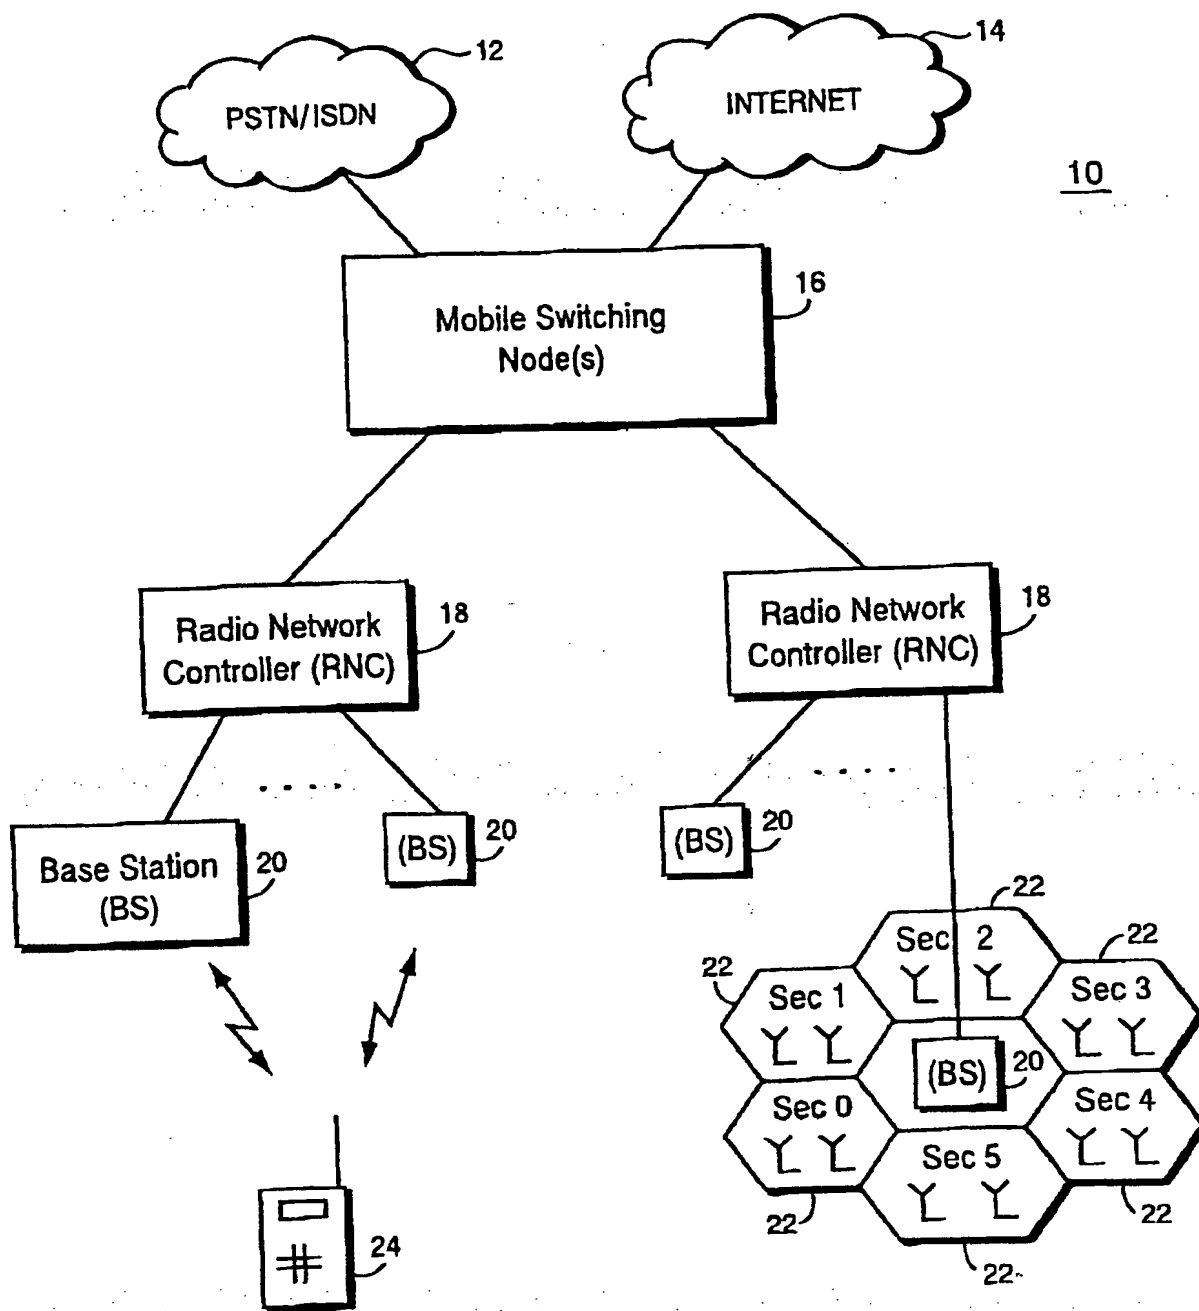 12
14
PSTN/ISDN
INTERNET
10
16
Mobile Switching
Node(s)
18
Radio Network
Controller (RNC)
18
Radio Network
Controller (RNC)
20
Base Station
(BS)
(BS)
20
(BS)
20
22
Sec 2
22
22
Sec 1
Sec 3
(BS)
20
Sec 0
Sec 4
Sec 5
22
22
22
24